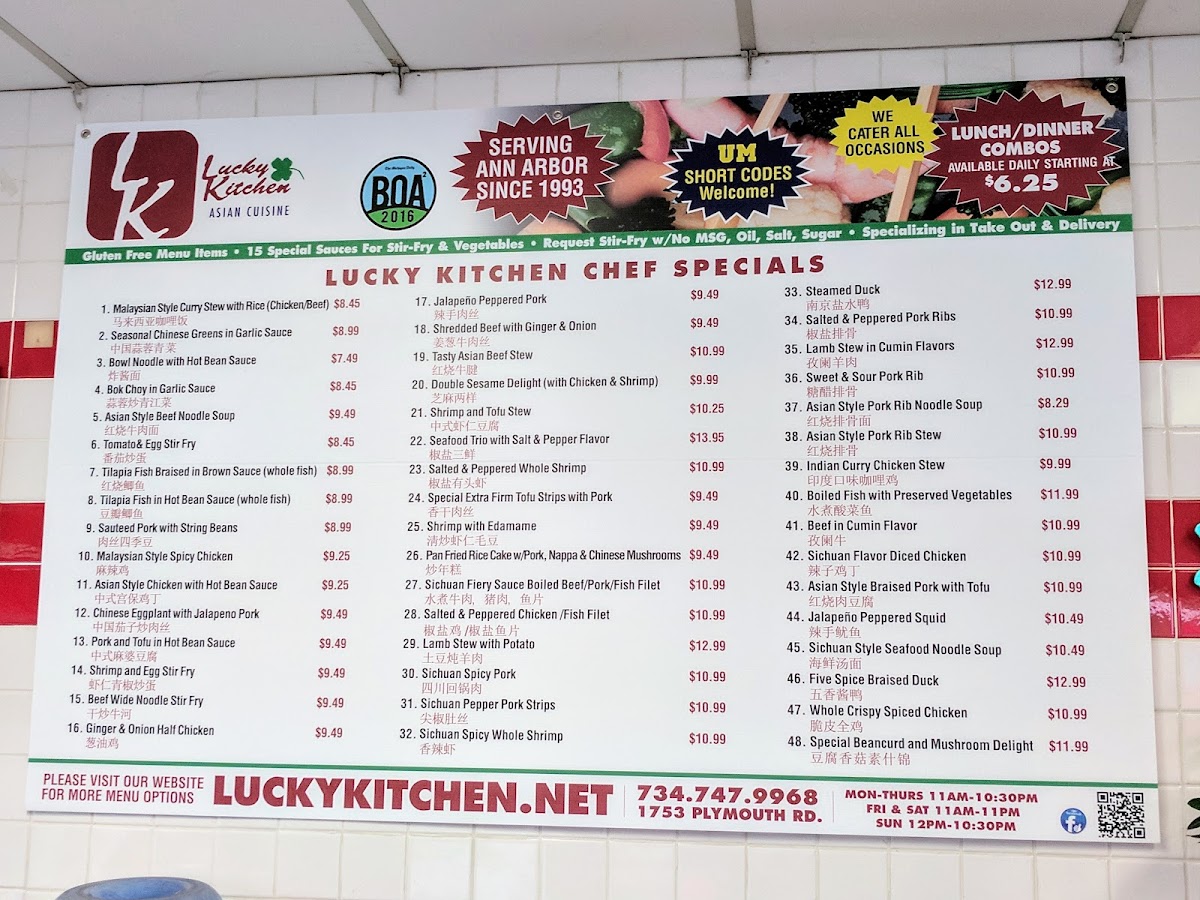 LK
Lucky
Kitchen
ASIAN CUISINE
The Michigan Daily
BOA²
2016
SERVING
ANN ARBOR
SINCE 1993
UM
SHORT CODES
Welcome!
WE
CATER ALL
OCCASIONS
LUNCH/DINNER
COMBOS
AVAILABLE DAILY STARTING AT
$6.25
Gluten Free Menu Items • 15 Special Sauces For Stir-Fry & Vegetables • Request Stir-Fry w/No MSG, Oil, Salt, Sugar • Specializing in Take Out & Delivery
LUCKY KITCHEN CHEF SPECIALS
1. Malaysian Style Curry Stew with Rice (Chicken/Beef) $8.45
马来西亚咖哩饭
2. Seasonal Chinese Greens in Garlic Sauce $8.99
中国蒜蓉青菜
3. Bowl Noodle with Hot Bean Sauce $7.49
炸酱面
4. Bok Choy in Garlic Sauce $8.45
蒜蓉炒青江菜
5. Asian Style Beef Noodle Soup $9.49
红烧牛肉面
6. Tomato& Egg Stir Fry $8.45
番茄炒蛋
7. Tilapia Fish Braised in Brown Sauce (whole fish) $8.99
红烧鲫鱼
8. Tilapia Fish in Hot Bean Sauce (whole fish) $8.99
豆瓣鲫鱼
9. Sauteed Pork with String Beans $8.99
肉丝四季豆
10. Malaysian Style Spicy Chicken $9.25
麻辣鸡
11. Asian Style Chicken with Hot Bean Sauce $9.25
中式宫保鸡丁
12. Chinese Eggplant with Jalapeno Pork $9.49
中国茄子炒肉丝
13. Pork and Tofu in Hot Bean Sauce $9.49
中式麻婆豆腐
14. Shrimp and Egg Stir Fry $9.49
虾仁青椒炒蛋
15. Beef Wide Noodle Stir Fry $9.49
干炒牛河
16. Ginger & Onion Half Chicken $9.49
葱油鸡
17. Jalapeño Peppered Pork $9.49
辣手肉丝
18. Shredded Beef with Ginger & Onion $9.49
姜葱牛肉丝
19. Tasty Asian Beef Stew $10.99
红烧牛腱
20. Double Sesame Delight (with Chicken & Shrimp) $9.99
芝麻两样
21. Shrimp and Tofu Stew $10.25
中式虾仁豆腐
22. Seafood Trio with Salt & Pepper Flavor $13.95
椒盐三鲜
23. Salted & Peppered Whole Shrimp $10.99
椒盐有头虾
24. Special Extra Firm Tofu Strips with Pork $9.49
香干肉丝
25. Shrimp with Edamame $9.49
清炒虾仁毛豆
26. Pan Fried Rice Cake w/Pork, Nappa & Chinese Mushrooms $9.49
炒年糕
27. Sichuan Fiery Sauce Boiled Beef/Pork/Fish Filet $10.99
水煮牛肉，猪肉，鱼片
28. Salted & Peppered Chicken /Fish Filet $10.99
椒盐鸡 /椒盐鱼片
29. Lamb Stew with Potato $12.99
土豆炖羊肉
30. Sichuan Spicy Pork $10.99
四川回锅肉
31. Sichuan Pepper Pork Strips $10.99
尖椒肚丝
32. Sichuan Spicy Whole Shrimp $10.99
香辣虾
33. Steamed Duck $12.99
南京盐水鸭
34. Salted & Peppered Pork Ribs $10.99
椒盐排骨
35. Lamb Stew in Cumin Flavors $12.99
孜阑羊肉
36. Sweet & Sour Pork Rib $10.99
糖醋排骨
37. Asian Style Pork Rib Noodle Soup $8.29
红烧排骨面
38. Asian Style Pork Rib Stew $10.99
红烧排骨
39. Indian Curry Chicken Stew $9.99
印度口味咖哩鸡
40. Boiled Fish with Preserved Vegetables $11.99
水煮酸菜鱼
41. Beef in Cumin Flavor $10.99
孜阑牛
42. Sichuan Flavor Diced Chicken $10.99
辣子鸡丁
43. Asian Style Braised Pork with Tofu $10.99
红烧肉豆腐
44. Jalapeño Peppered Squid $10.49
辣手鱿鱼
45. Sichuan Style Seafood Noodle Soup $10.49
海鲜汤面
46. Five Spice Braised Duck $12.99
五香酱鸭
47. Whole Crispy Spiced Chicken $10.99
脆皮全鸡
48. Special Beancurd and Mushroom Delight $11.99
豆腐香菇素什锦
PLEASE VISIT OUR WEBSITE
FOR MORE MENU OPTIONS
LUCKYKITCHEN.NET
734.747.9968
1753 PLYMOUTH RD.
MON-THURS 11AM-10:30PM
FRI & SAT 11AM-11PM
SUN 12PM-10:30PM